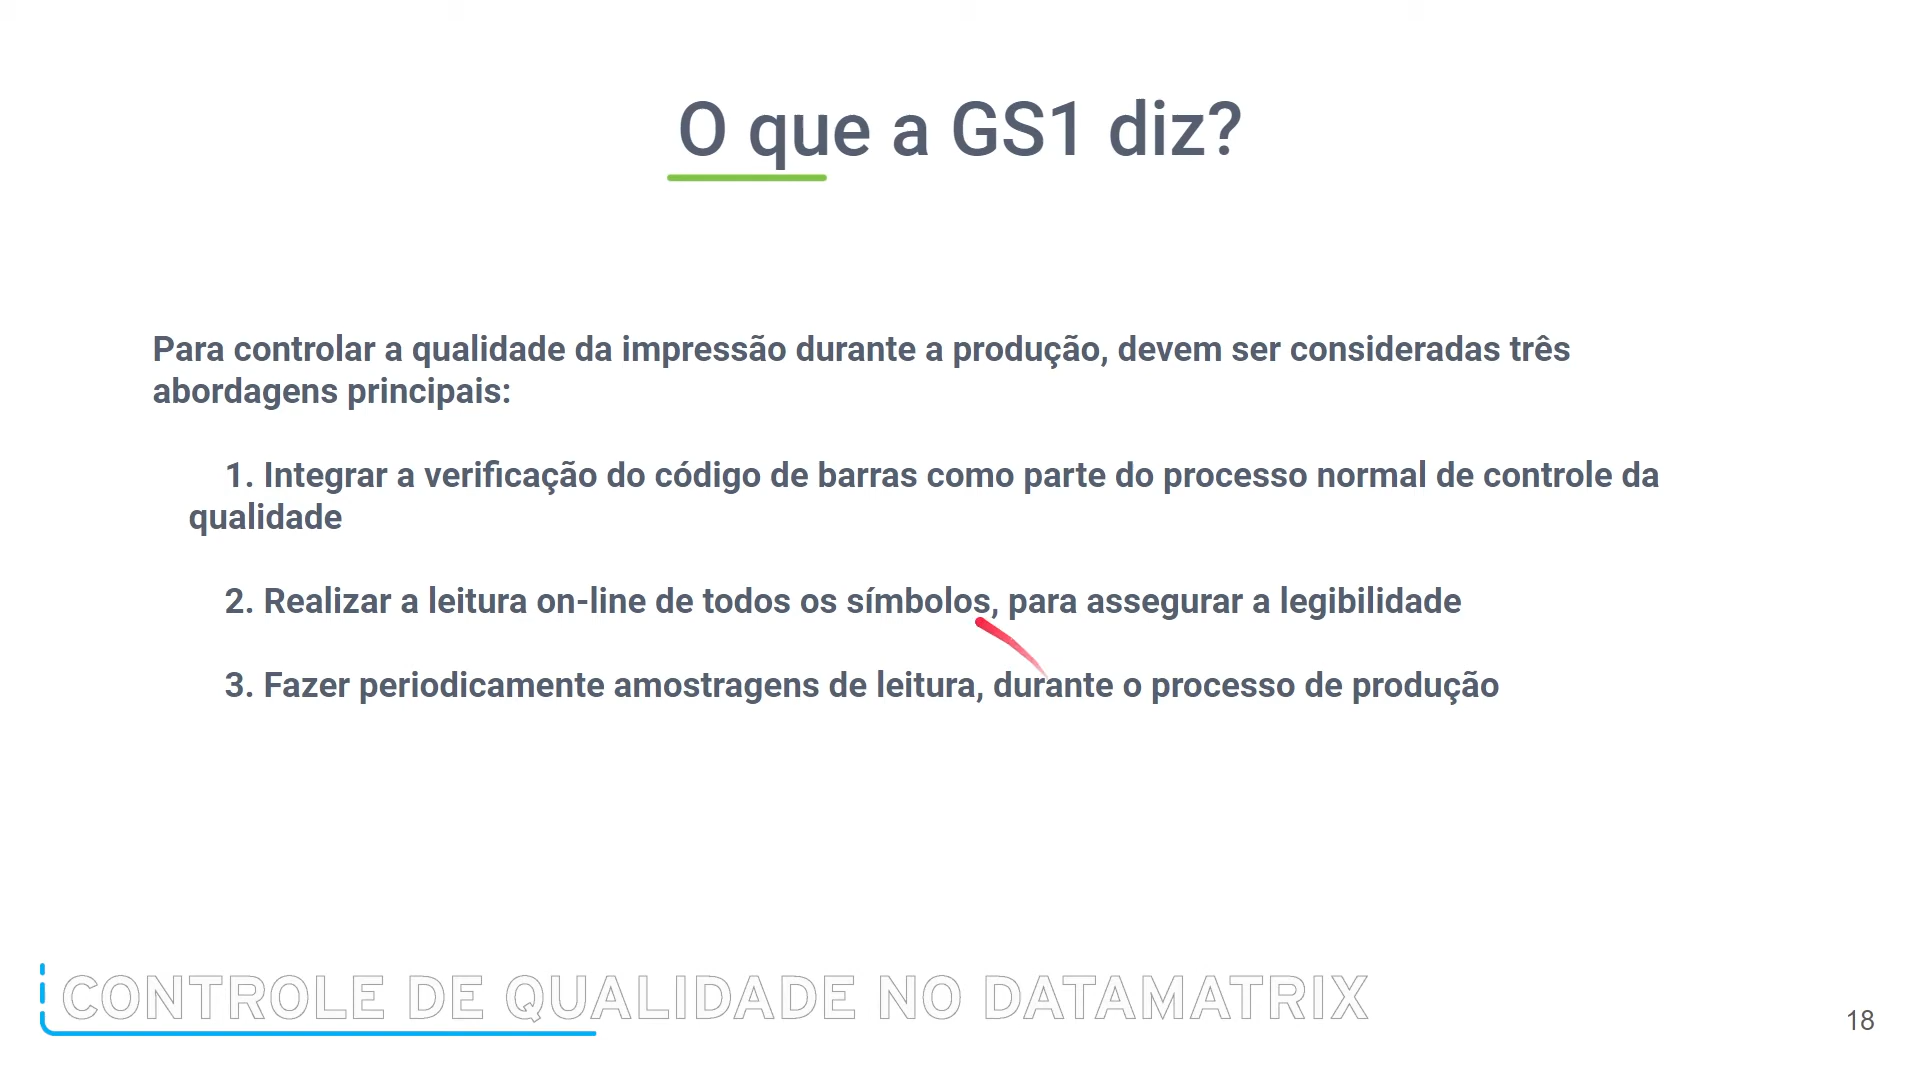 O que a GS1 diz?
Para controlar a qualidade da impressão durante a produção, devem ser consideradas três
abordagens principais:
1. Integrar a verificação do código de barras como parte do processo normal de controle da
qualidade
2. Realizar a leitura on-line de todos os símbolos, para assegurar a legibilidade
3. Fazer periodicamente amostragens de leitura, durante o processo de produção
CONTROLE DE QUALIDADE NO DATAMATRIX
18